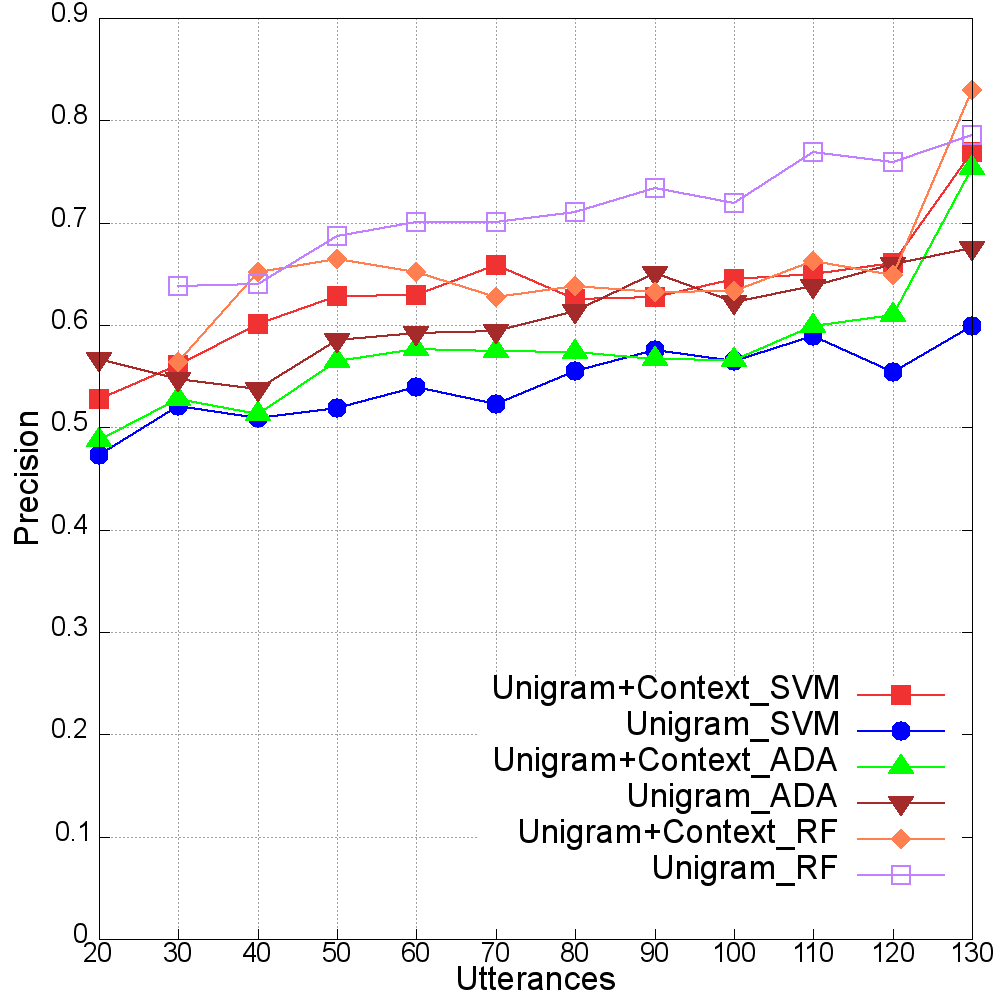 0.9
0.8
0.7
0.6
0.5
0.4
0.3
0.2
0.1
0
Precision
Unigram+Context_SVM
Unigram_SVM
Unigram+Context_ADA
Unigram_ADA
Unigram+Context_RF
Unigram_RF
20 30 40 50 60 70 80 90 100 110 120 130
Utterances